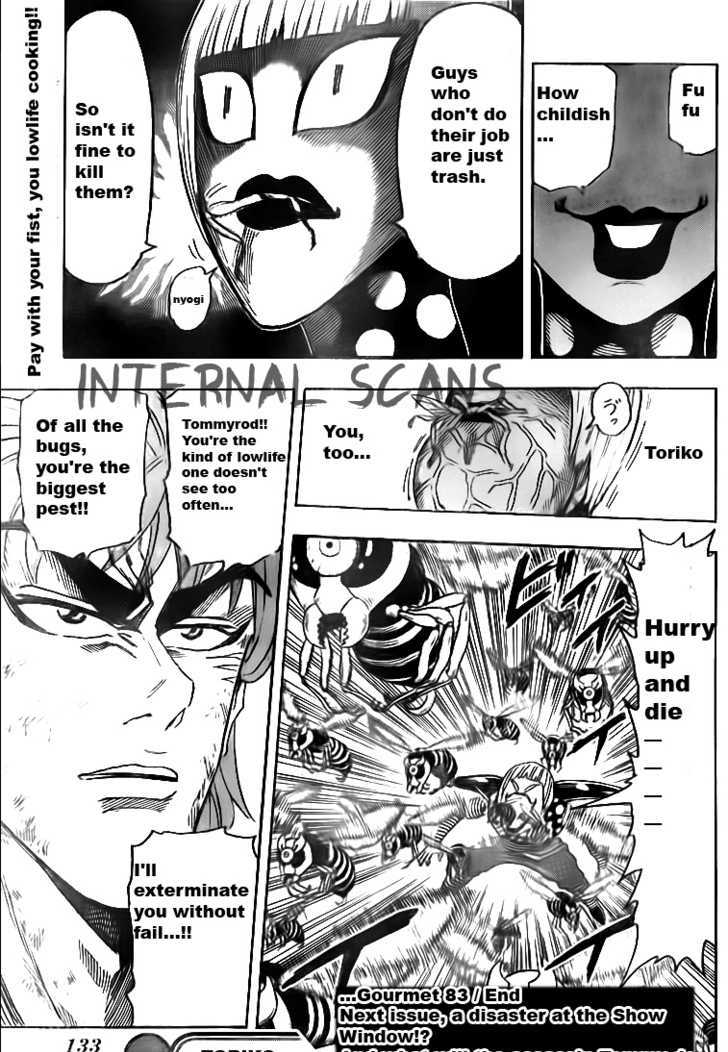 Fu
fu
How
childish
...
Guys
who
don't do
their job
are just
trash.
So
isn't it
fine to
kill
them?
nyogi
Pay with your fist, you lowlife cooking!!
INTERNAL SCANS
Toriko
You,
too...
Hurry
up
and
die
—
—
—
—
Tommyrod!!
You're the
kind of lowlife
one doesn't
see too
often...
Of all the
bugs,
you're the
biggest
pest!!
I'll
exterminate
you without
fail...!!
...Gourmet 83 / End
Next issue, a disaster at the Show
Window!?
133
TORIKO